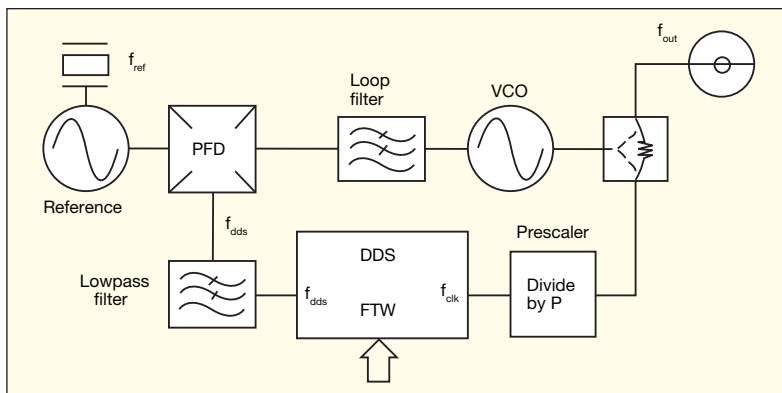 f_ref
f_out
Loop
filter
VCO
PFD
Reference
f_dds
Prescaler
Lowpass
filter
DDS
f_dds
f_clk
FTW
Divide
by P